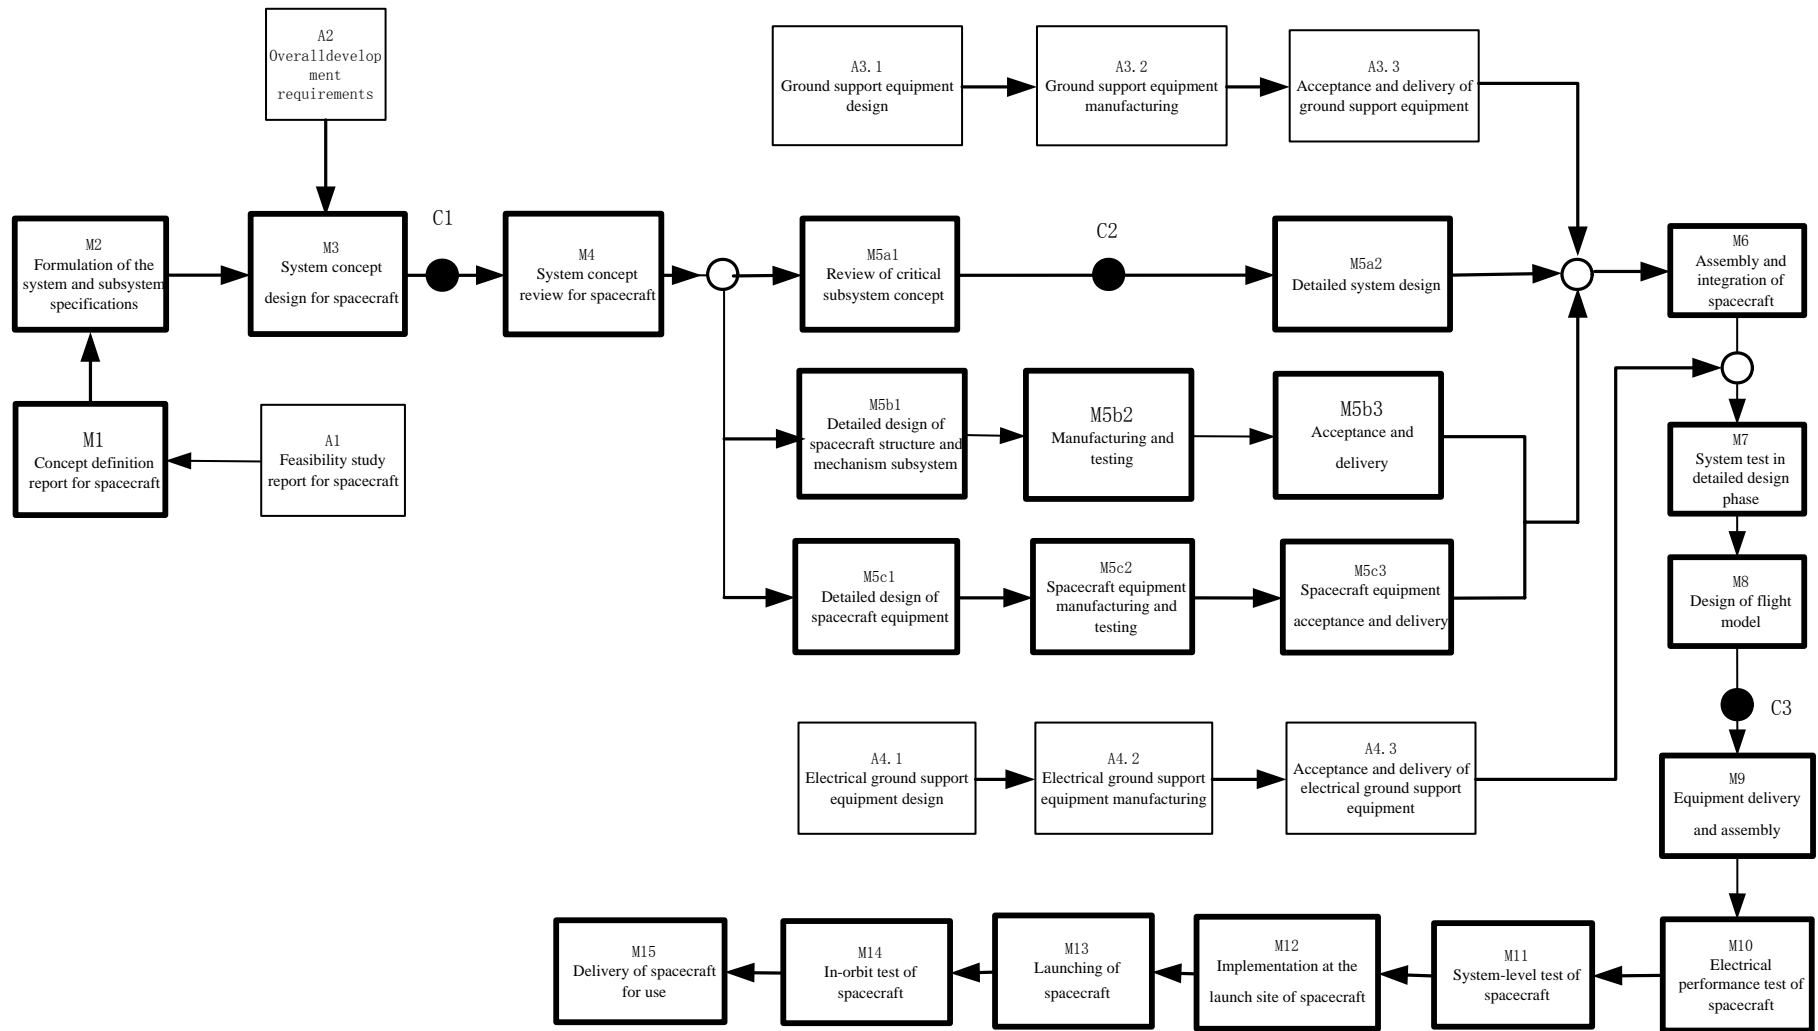 A2
Overalldevelop
ment
requirements
A3.1
Ground support equipment
design
A3.2
Ground support equipment
manufacturing
A3.3
Acceptance and delivery of
ground support equipment
M2
Formulation of the
system and subsystem
specifications
M3
System concept
design for spacecraft
C1
M4
System concept
review for spacecraft
M5a1
Review of critical
subsystem concept
C2
M5a2
Detailed system design
M6
Assembly and
integration of
spacecraft
M1
Concept definition
report for spacecraft
A1
Feasibility study
report for spacecraft
M5b1
Detailed design of
spacecraft structure and
mechanism subsystem
M5b2
Manufacturing and
testing
M5b3
Acceptance and
delivery
M7
System test in
detailed design
phase
M5c1
Detailed design of
spacecraft equipment
M5c2
Spacecraft equipment
manufacturing and
testing
M5c3
Spacecraft equipment
acceptance and delivery
M8
Design of flight
model
C3
A4.1
Electrical ground support
equipment design
A4.2
Electrical ground support
equipment manufacturing
A4.3
Acceptance and delivery of
electrical ground support
equipment
M9
Equipment delivery
and assembly
M15
Delivery of spacecraft
for use
M14
In-orbit test of
spacecraft
M13
Launching of
spacecraft
M12
Implementation at the
launch site of spacecraft
M11
System-level test of
spacecraft
M10
Electrical
performance test of
spacecraft